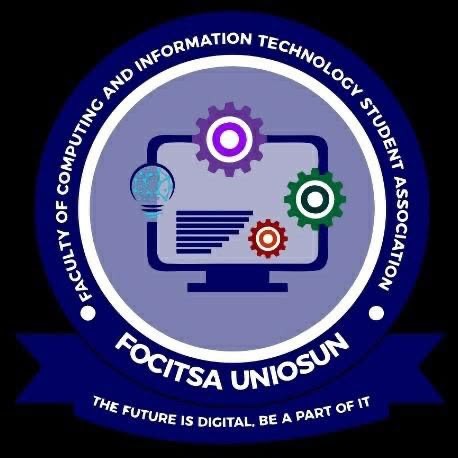 FACULTY OF COMPUTING AND INFORMATION TECHNOLOGY STUDENT ASSOCIATION
FOCITSA UNIOSUN
THE FUTURE IS DIGITAL, BE A PART OF IT